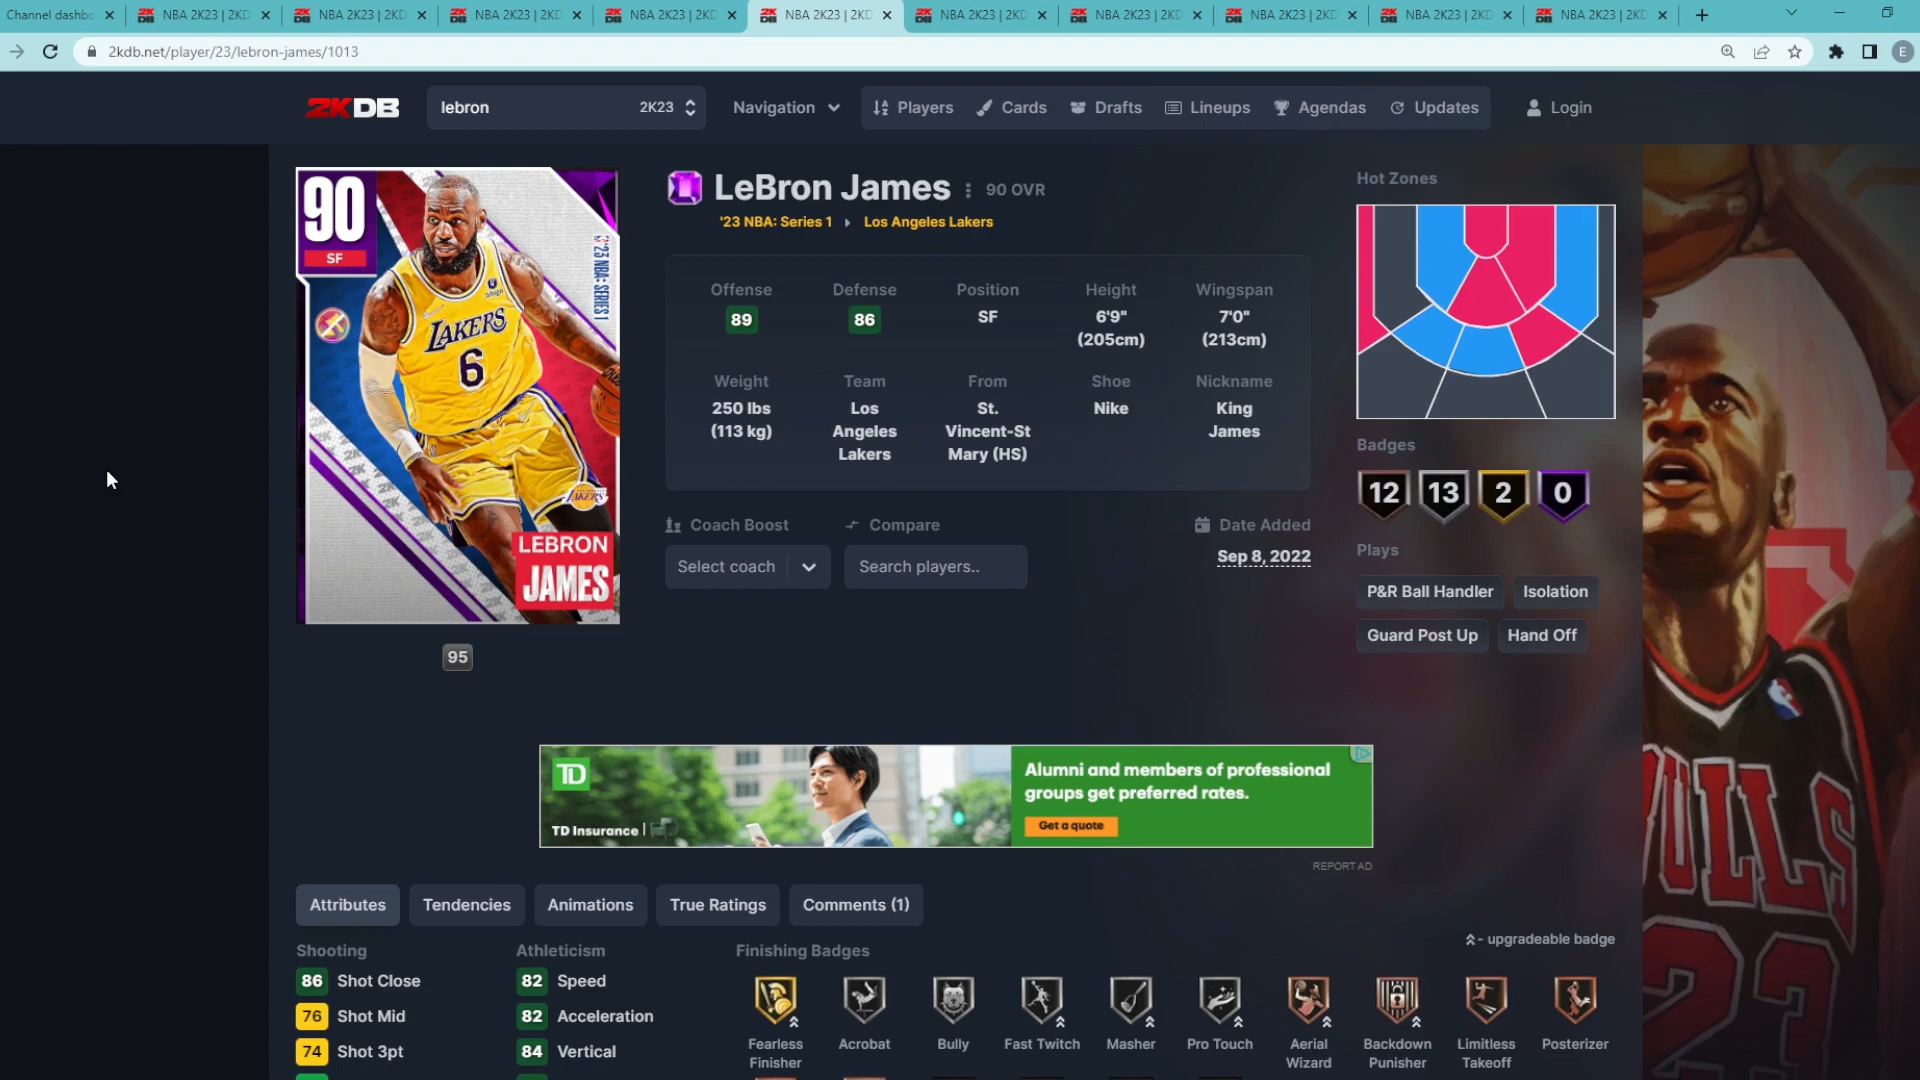 Channel dashbo
NBA 2K23 | 2KD
NBA 2K23 | 2KD
NBA 2K23 | 2KD
NBA 2K23 | 2KD
NBA 2K23 | 2KD
NBA 2K23 | 2KD
NBA 2K23 | 2KD
NBA 2K23 | 2KD
NBA 2K23 | 2KD
NBA 2K23 | 2KD
2kdb.net/player/23/lebron-james/1013
E
2KDB
lebron
2K23
Navigation
Players
Cards
Drafts
Lineups
Agendas
Updates
Login
90
SF
'23 NBA: SERIES 1
LAKERS
6
LAKERS
LEBRON
JAMES
95
LeBron James
90 OVR
'23 NBA: Series 1
Los Angeles Lakers
Offense
89
Defense
86
Position
SF
Height
6'9"
(205cm)
Wingspan
7'0"
(213cm)
Weight
250 lbs
(113 kg)
Team
Los
Angeles
Lakers
From
St.
Vincent-St
Mary (HS)
Shoe
Nike
Nickname
King
James
Coach Boost
Select coach
Compare
Search players..
Date Added
Sep 8, 2022
Hot Zones
Badges
12
13
2
0
Plays
P&R Ball Handler
Isolation
Guard Post Up
Hand Off
TD
TD Insurance
Alumni and members of professional
groups get preferred rates.
Get a quote
REPORT AD
Attributes
Tendencies
Animations
True Ratings
Comments (1)
Shooting
86 Shot Close
76 Shot Mid
74 Shot 3pt
Athleticism
82 Speed
82 Acceleration
84 Vertical
Finishing Badges
- upgradeable badge
Fearless
Finisher
Acrobat
Bully
Fast Twitch
Masher
Pro Touch
Aerial
Wizard
Backdown
Punisher
Limitless
Takeoff
Posterizer
ULLS
23